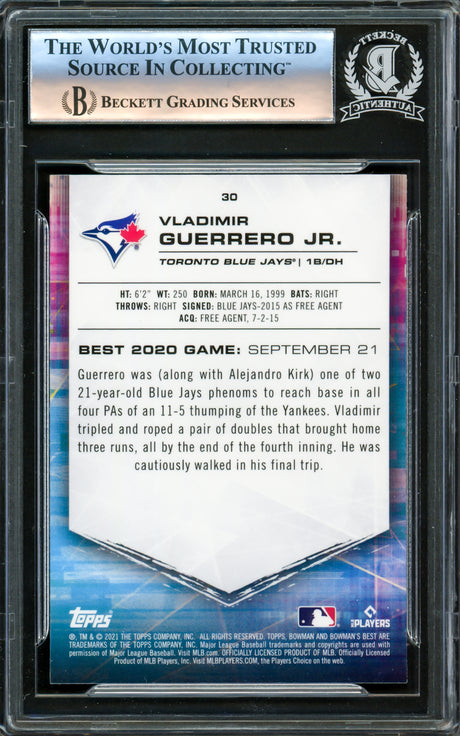 THE WORLD'S MOST TRUSTED
SOURCE IN COLLECTING™
B BECKETT GRADING SERVICES
BECKETT
B
AUTHENTIC
30
VLADIMIR
GUERRERO JR.
TORONTO BLUE JAYS® | 1B/DH
HT: 6'2" WT: 250 BORN: MARCH 16, 1999 BATS: RIGHT
THROWS: RIGHT SIGNED: BLUE JAYS-2015 AS FREE AGENT
ACQ: FREE AGENT, 7-2-15
BEST 2020 GAME: SEPTEMBER 21
Guerrero was (along with Alejandro Kirk) one of two
21-year-old Blue Jays phenoms to reach base in all
four PAs of an 11-5 thumping of the Yankees. Vladimir
tripled and roped a pair of doubles that brought home
three runs, all by the end of the fourth inning. He was
cautiously walked in his final trip.
Topps
MLB PLAYERS
®, TM & © 2021 THE TOPPS COMPANY, INC. ALL RIGHTS RESERVED. TOPPS, BOWMAN AND BOWMAN'S BEST ARE
TRADEMARKS OF THE TOPPS COMPANY, INC. Major League Baseball trademarks and copyrights are used with
permission of Major League Baseball. Visit MLB.com. OFFICIALLY LICENSED PRODUCT OF MLB. Officially Licensed
Product of MLB Players, Inc. Visit MLBPLAYERS.COM, the Players Choice on the web.